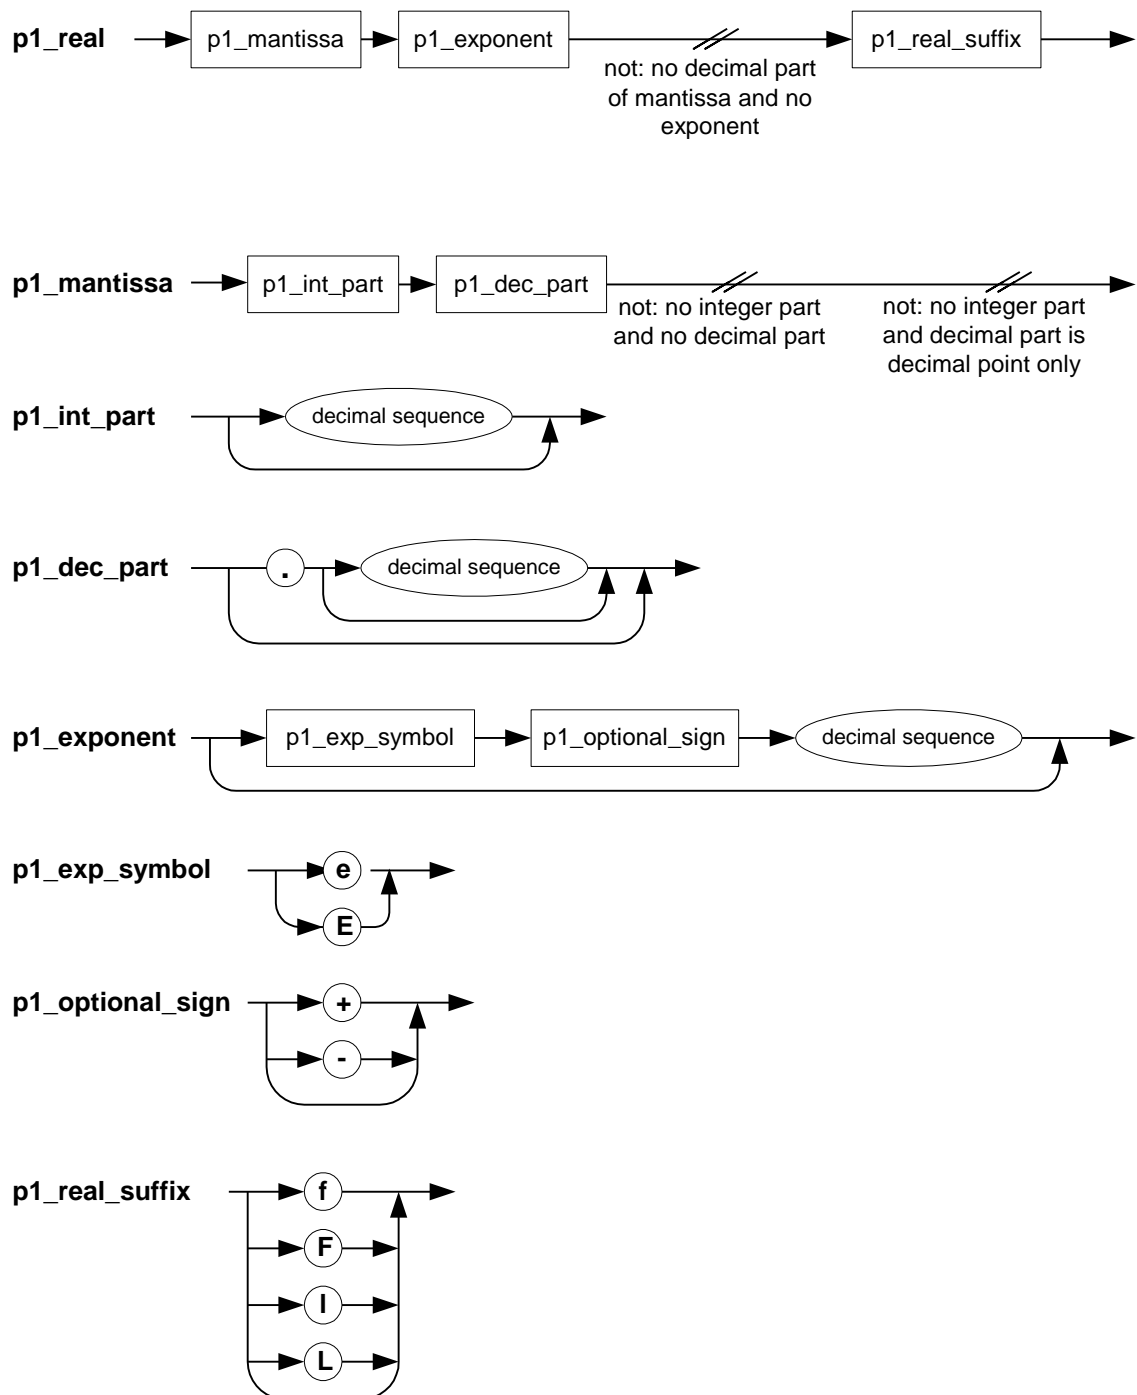 p1_real p1_mantissa p1_exponent p1_real_suffix
not: no decimal part
of mantissa and no
exponent
p1_mantissa p1_int_part p1_dec_part
not: no integer part
and no decimal part
not: no integer part
and decimal part is
decimal point only
p1_int_part decimal sequence
p1_dec_part . decimal sequence
p1_exponent p1_exp_symbol p1_optional_sign decimal sequence
p1_exp_symbol e
E
p1_optional_sign +
-
p1_real_suffix f
F
l
L